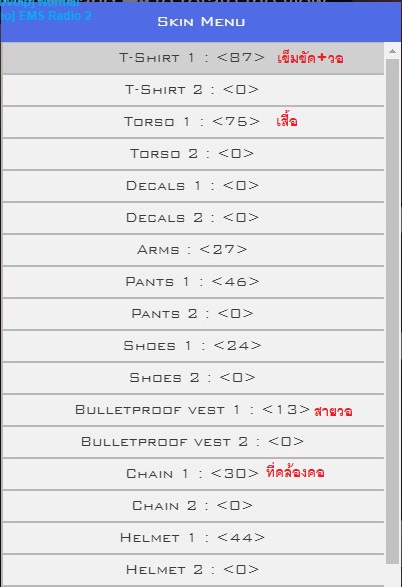 io] EMS Radio 2
Skin Menu
T-Shirt 1 : <87> เข็มขัด+วอ
T-Shirt 2 : <0>
Torso 1 : <75> เสื้อ
Torso 2 : <0>
Decals 1 : <0>
Decals 2 : <0>
Arms : <27>
Pants 1 : <46>
Pants 2 : <0>
Shoes 1 : <24>
Shoes 2 : <0>
Bulletproof vest 1 : <13> สายวอ
Bulletproof vest 2 : <0>
Chain 1 : <30> ที่คล้องคอ
Chain 2 : <0>
Helmet 1 : <44>
Helmet 2 : <0>